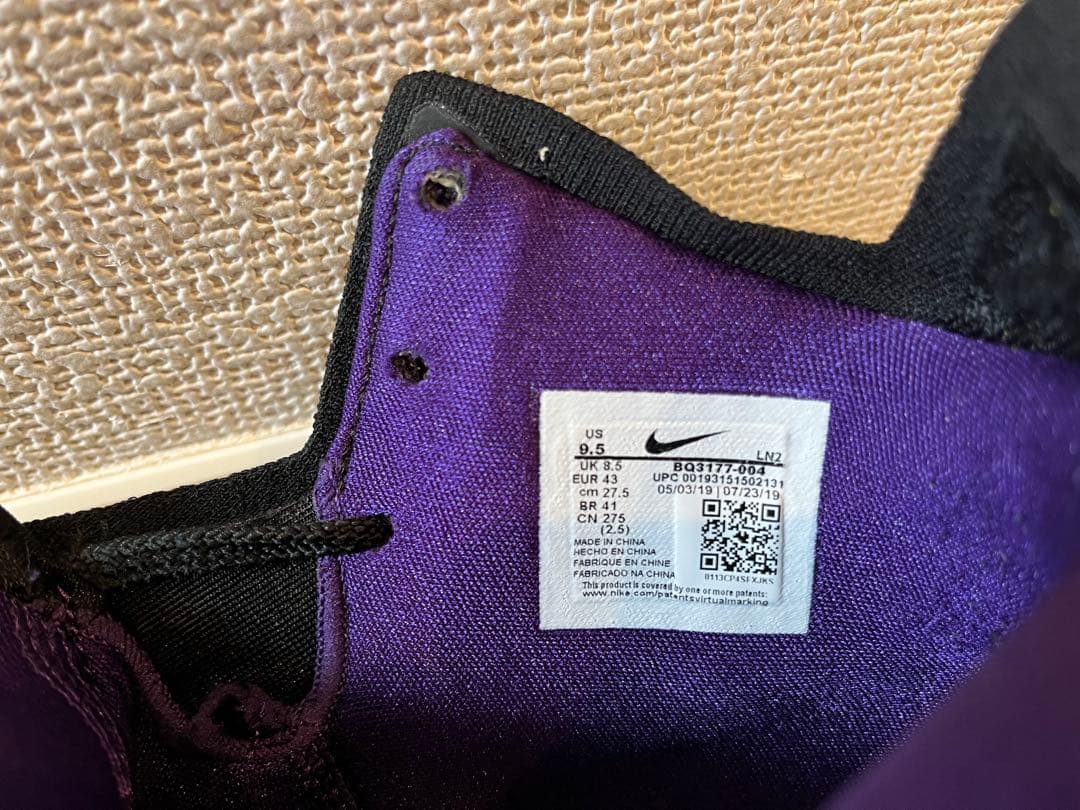 US
9.5
LN2
UK 8.5 BQ3177-004
EUR 43 UPC 00193151502131
cm 27.5 05/03/19 | 07/23/19
BR 41
CN 275
(2.5)
MADE IN CHINA
HECHO EN CHINA
FABRIQUE EN CHINE
FABRICADO NA CHINA
This product is covered by one or more patents:
www.nike.com/patentsvirtualmarking